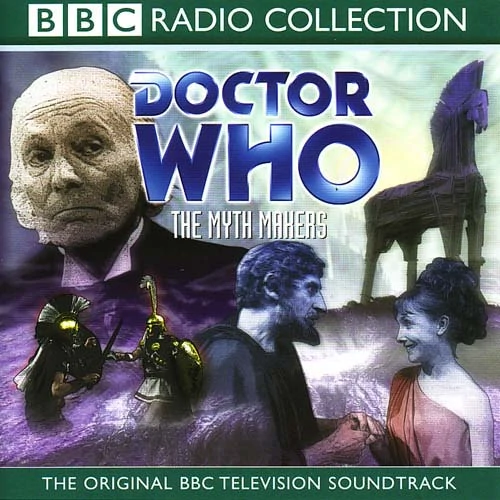 BBC RADIO COLLECTION
DOCTOR
WHO
THE MYTH MAKERS
THE ORIGINAL BBC TELEVISION SOUNDTRACK